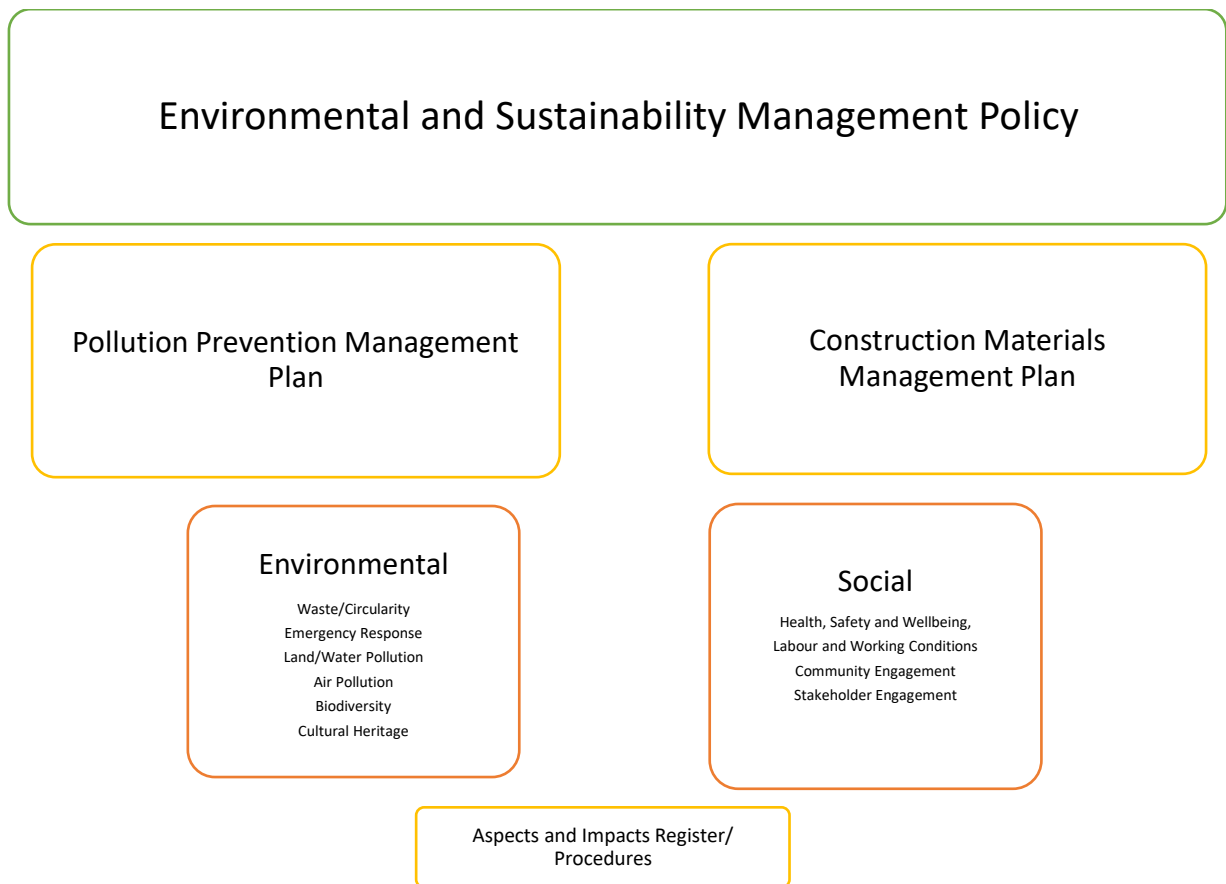 Environmental and Sustainability Management Policy
Pollution Prevention Management
Plan
Construction Materials
Management Plan
Environmental
Waste/Circularity
Emergency Response
Land/Water Pollution
Air Pollution
Biodiversity
Cultural Heritage
Social
Health, Safety and Wellbeing,
Labour and Working Conditions
Community Engagement
Stakeholder Engagement
Aspects and Impacts Register/
Procedures